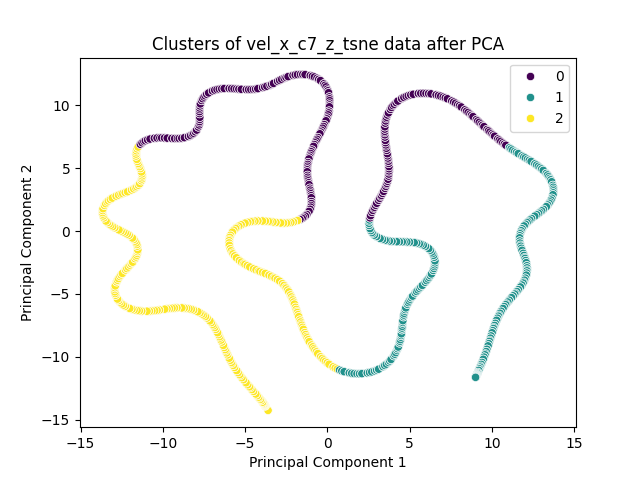 Clusters of vel_x_c7_z_tsne data after PCA
0
1
2
10
5
0
−5
−10
−15
Principal Component 2
−15 −10 −5 0 5 10 15
Principal Component 1